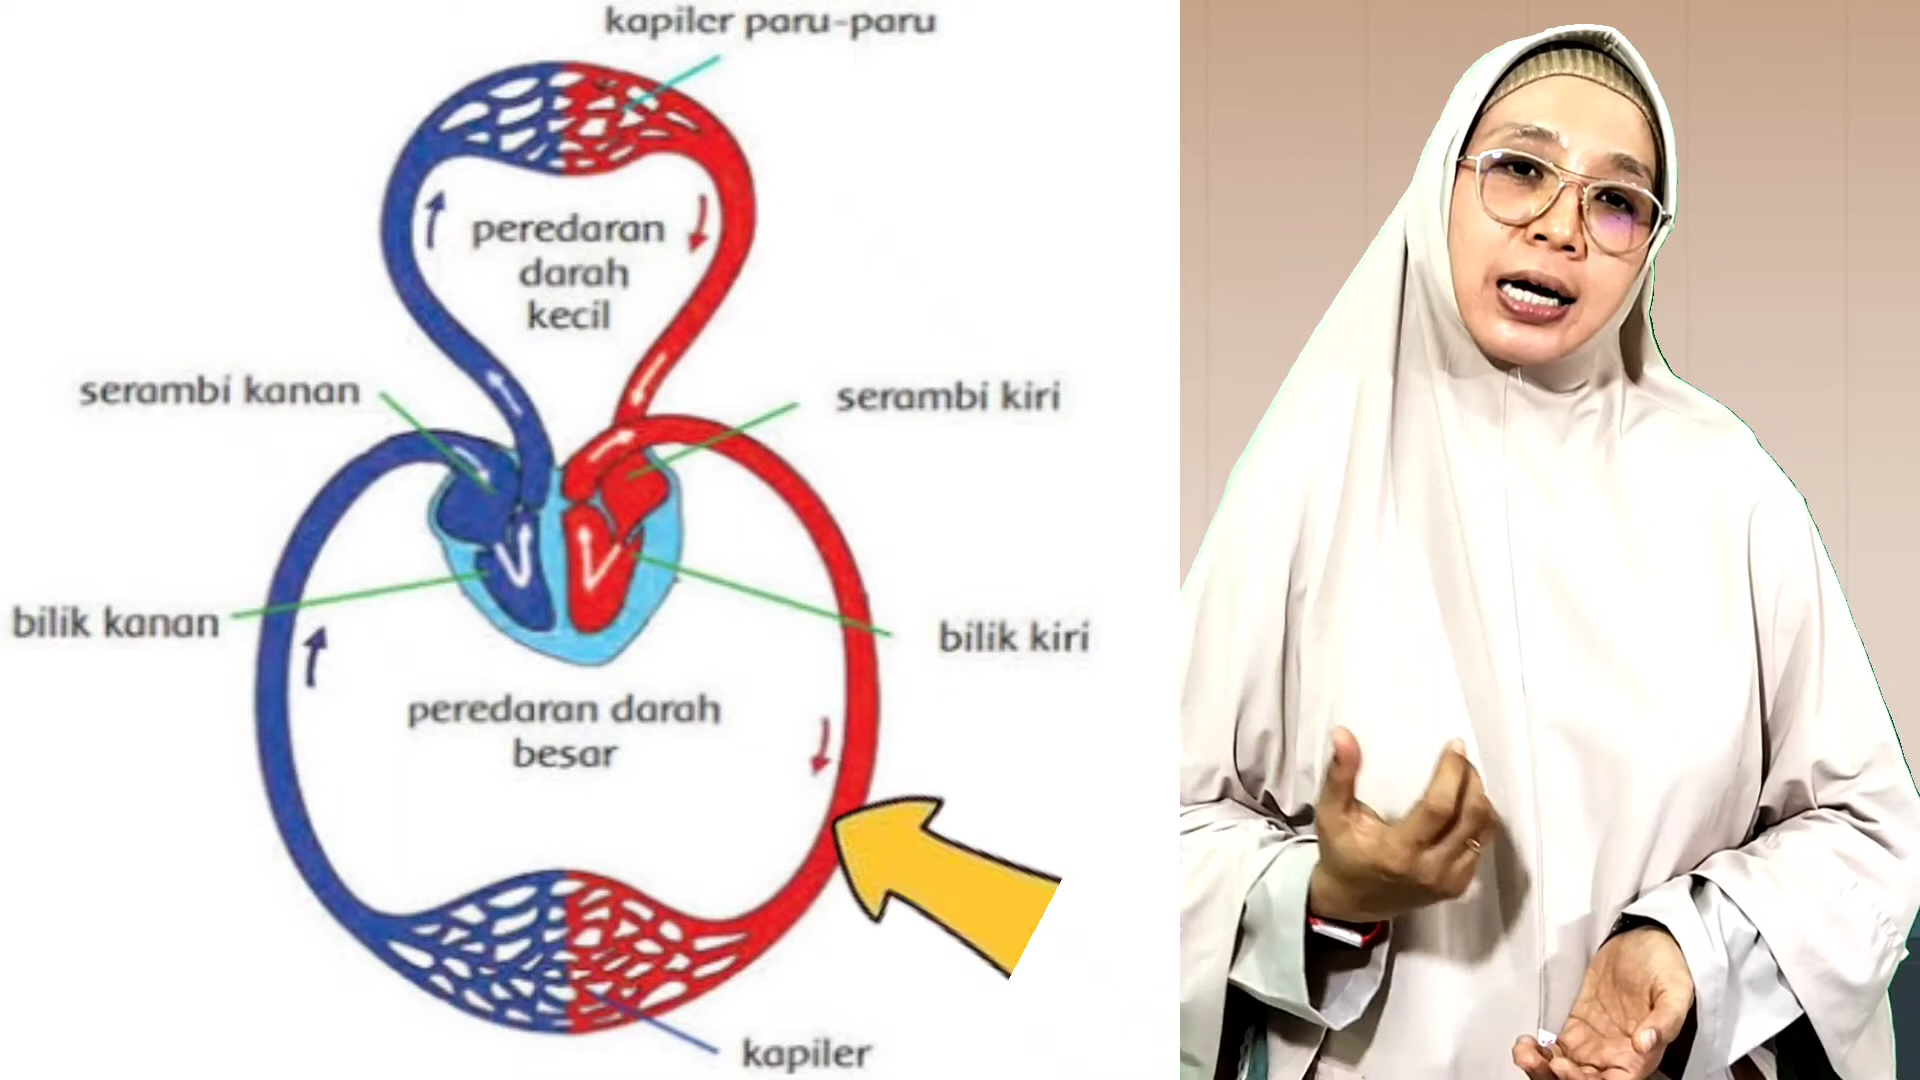 kapiler paru-paru
peredaran
darah
kecil
serambi kanan
serambi kiri
bilik kanan
bilik kiri
peredaran darah
besar
kapiler